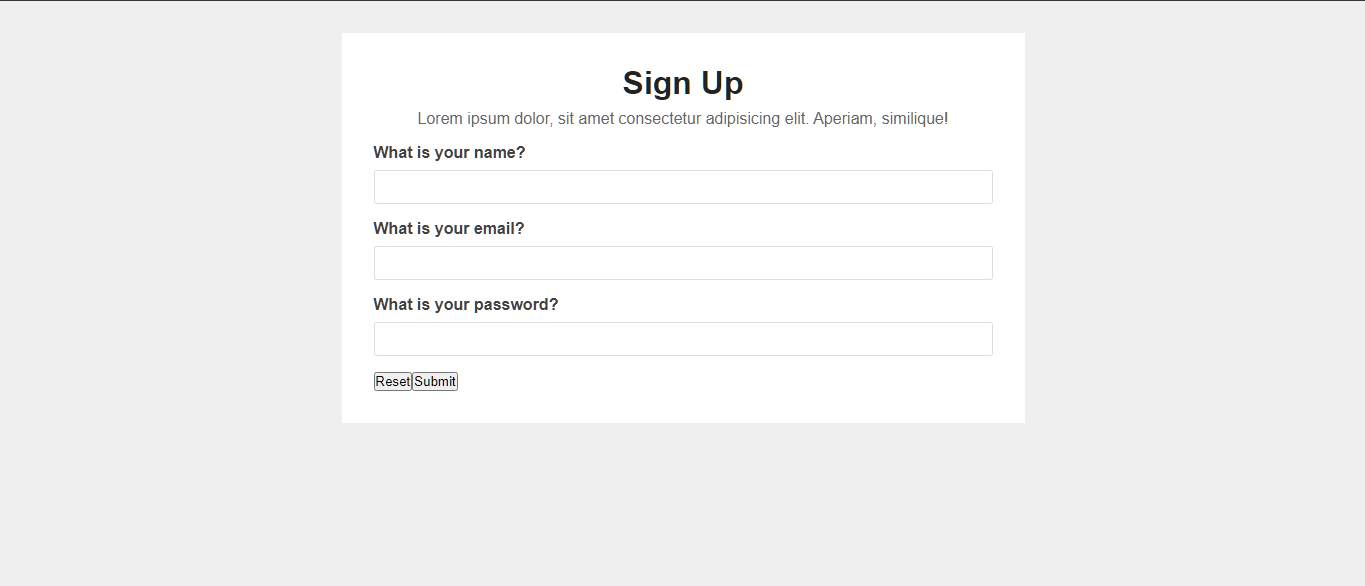 Sign Up
Lorem ipsum dolor, sit amet consectetur adipisicing elit. Aperiam, similique!
What is your name?
What is your email?
What is your password?
Reset Submit